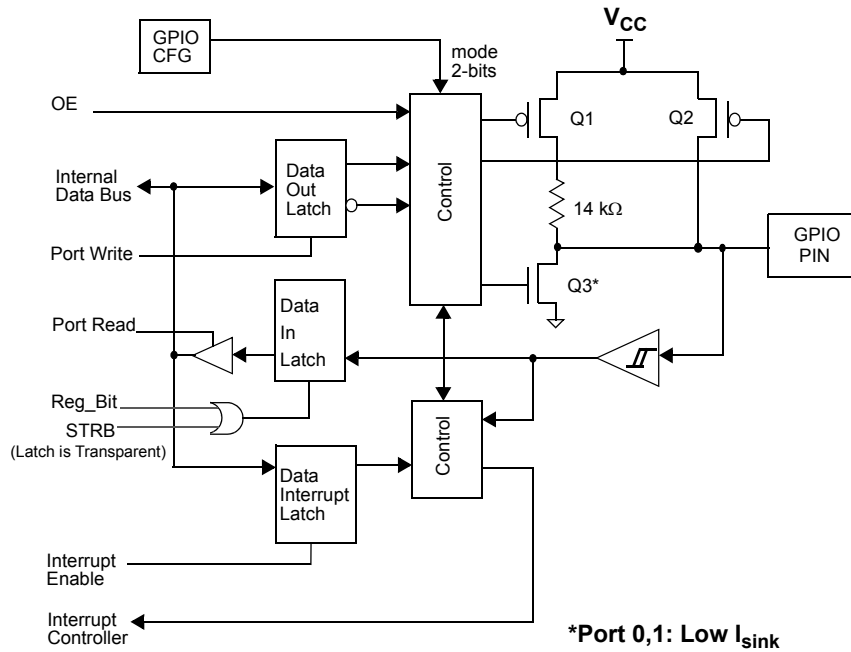 V_CC
GPIO
CFG
mode
2-bits
OE
Q1
Q2
Data
Out
Latch
Internal
Data Bus
Control
14 kΩ
GPIO
PIN
Port Write
Q3*
Data
In
Latch
Port Read
Reg_Bit
STRB
(Latch is Transparent)
Control
Data
Interrupt
Latch
Interrupt
Enable
Interrupt
Controller
*Port 0,1: Low I_sink